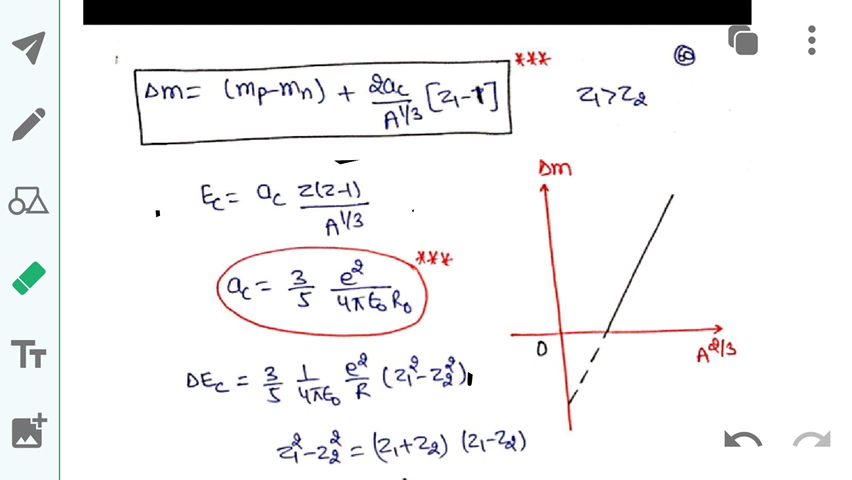 ***
60
Δm = (mp-mn) + 2ac/A^1/3 [z1-1]
z1>z2
Ec = ac z(z-1)/A^1/3
Δm
***
ac = 3/5 e²/4πε0R0
0
A^2/3
ΔEc = 3/5 1/4πε0 e²/R (z1²-z2²)
z1²-z2² = (z1+z2) (z1-z2)
Tт